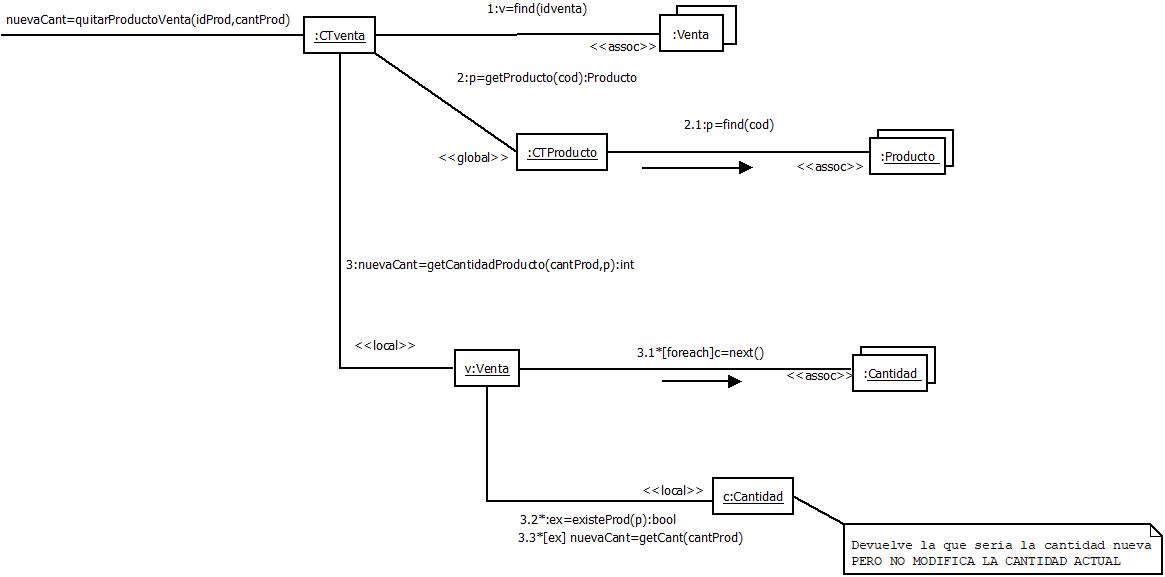 nuevaCant=quitarProductoVenta(idProd,cantProd)
1:v=find(idventa)
:CTventa
:Venta
<<assoc>>
2:p=getProducto(cod):Producto
2.1:p=find(cod)
<<global>>
:CTProducto
:Producto
<<assoc>>
3:nuevaCant=getCantidadProducto(cantProd,p):int
<<local>>
3.1*[foreach]c=next()
v:Venta
<<assoc>>
:Cantidad
<<local>>
c:Cantidad
3.2*:ex=existeProd(p):bool
3.3*[ex] nuevaCant=getCant(cantProd)
Devuelve la que seria la cantidad nueva
PERO NO MODIFICA LA CANTIDAD ACTUAL